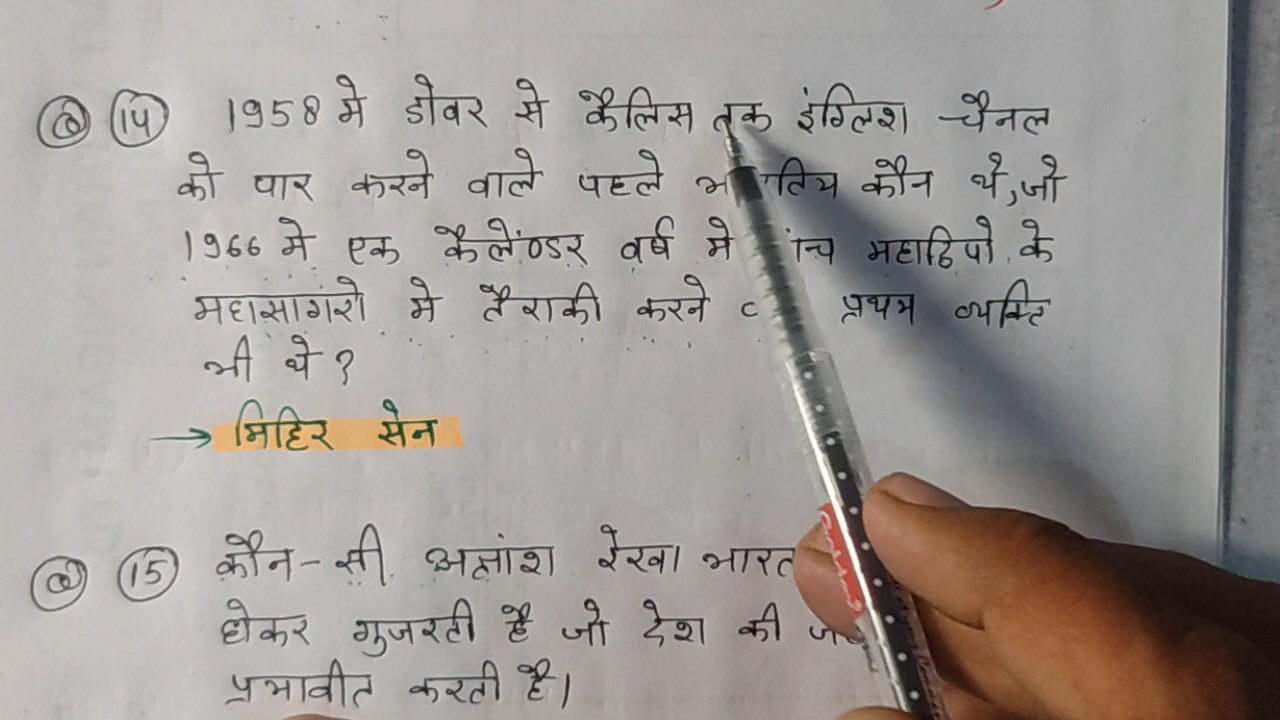 Q 14 1958 मे डोवर से कैलिस तक इंग्लिश चैनल
को पार करने वाले पहले कौन थे, जो
1966 मे एक कैलेंण्डर वर्ष मे महाद्विपो के
महासागरो मे तैराकी करने प्रथम व्यक्ति
भी थे?
→ मिहिर सेन
Q 15 कौन-सी अक्षांश रेखा भारत
होकर गुजरती है जो देश की
प्रभावीत करती है।